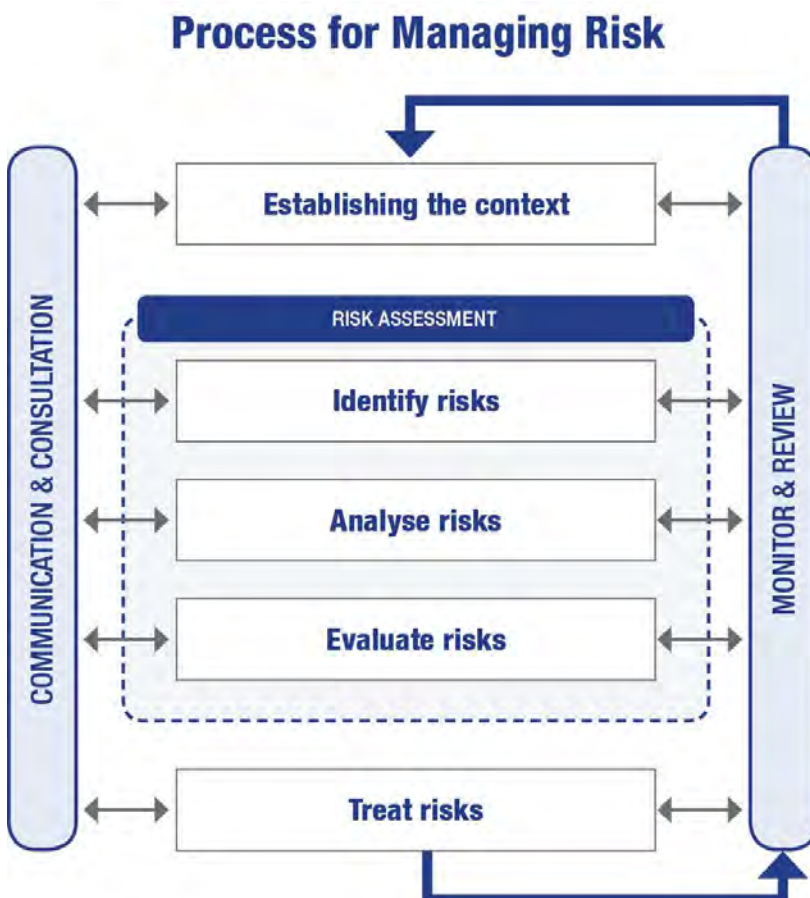 Process for Managing Risk
COMMUNICATION & CONSULTATION
Establishing the context
RISK ASSESSMENT
Identify risks
Analyse risks
Evaluate risks
Treat risks
MONITOR & REVIEW